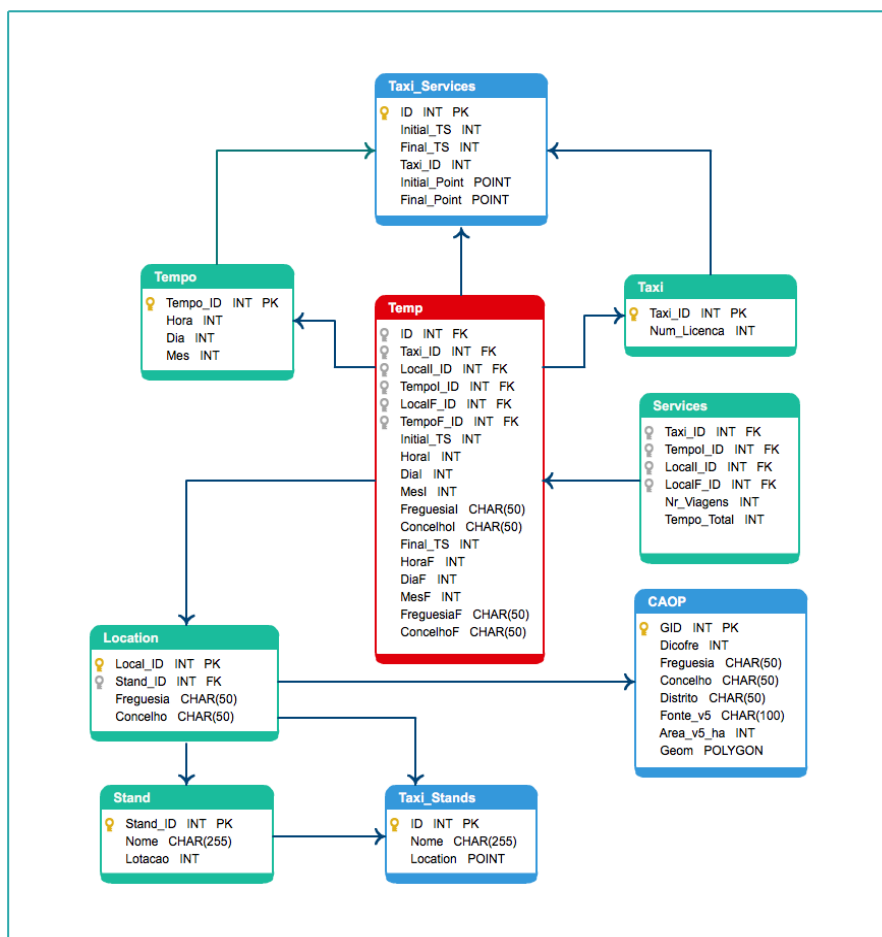 Taxi_Services
ID INT PK
Initial_TS INT
Final_TS INT
Taxi_ID INT
Initial_Point POINT
Final_Point POINT
Tempo
Tempo_ID INT PK
Hora INT
Dia INT
Mes INT
Temp
ID INT FK
Taxi_ID INT FK
LocalI_ID INT FK
TempoI_ID INT FK
LocalF_ID INT FK
TempoF_ID INT FK
Initial_TS INT
HoraI INT
DiaI INT
MesI INT
FreguesiaI CHAR(50)
ConcelhoI CHAR(50)
Final_TS INT
HoraF INT
DiaF INT
MesF INT
FreguesiaF CHAR(50)
ConcelhoF CHAR(50)
Taxi
Taxi_ID INT PK
Num_Licenca INT
Services
Taxi_ID INT FK
TempoI_ID INT FK
LocalI_ID INT FK
LocalF_ID INT FK
Nr_Viagens INT
Tempo_Total INT
CAOP
GID INT PK
Dicofre INT
Freguesia CHAR(50)
Concelho CHAR(50)
Distrito CHAR(50)
Fonte_v5 CHAR(100)
Area_v5_ha INT
Geom POLYGON
Location
Local_ID INT PK
Stand_ID INT FK
Freguesia CHAR(50)
Concelho CHAR(50)
Stand
Stand_ID INT PK
Nome CHAR(255)
Lotacao INT
Taxi_Stands
ID INT PK
Nome CHAR(255)
Location POINT